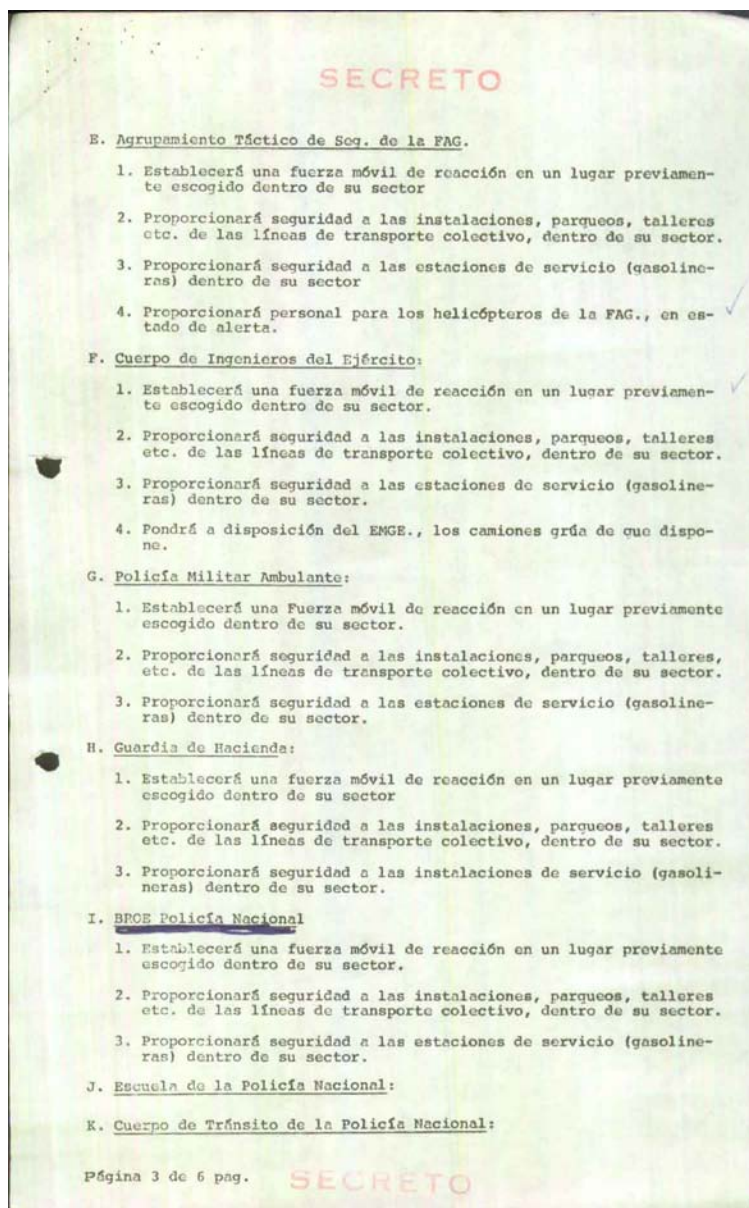 SECRETO
E. Agrupamiento Táctico de Seg. de la FAG.
1. Establecerá una fuerza móvil de reacción en un lugar previamen-
te escogido dentro de su sector
2. Proporcionará seguridad a las instalaciones, parqueos, talleres
etc. de las líneas de transporte colectivo, dentro de su sector.
3. Proporcionará seguridad a las estaciones de servicio (gasoline-
ras) dentro de su sector
4. Proporcionará personal para los helicópteros de la FAG., en es-
tado de alerta.
F. Cuerpo de Ingenieros del Ejército:
1. Establecerá una fuerza móvil de reacción en un lugar previamen-
te escogido dentro de su sector.
2. Proporcionará seguridad a las instalaciones, parqueos, talleres
etc. de las líneas de transporte colectivo, dentro de su sector.
3. Proporcionará seguridad a las estaciones de servicio (gasoline-
ras) dentro de su sector.
4. Pondrá a disposición del EMGE., los camiones grúa de que dispo-
ne.
G. Policía Militar Ambulante:
1. Establecerá una Fuerza móvil de reacción en un lugar previamente
escogido dentro de su sector.
2. Proporcionará seguridad a las instalaciones, parqueos, talleres,
etc. de las líneas de transporte colectivo, dentro de su sector.
3. Proporcionará seguridad a las estaciones de servicio (gasoline-
ras) dentro de su sector.
H. Guardia de Hacienda:
1. Establecerá una fuerza móvil de reacción en un lugar previamente
escogido dentro de su sector
2. Proporcionará seguridad a las instalaciones, parqueos, talleres
etc. de las líneas de transporte colectivo, dentro de su sector.
3. Proporcionará seguridad a las instalaciones de servicio (gasoli-
neras) dentro de su sector.
I. BROE Policía Nacional
1. Establecerá una fuerza móvil de reacción en un lugar previamente
escogido dentro de su sector.
2. Proporcionará seguridad a las instalaciones, parqueos, talleres
etc. de las líneas de transporte colectivo, dentro de su sector.
3. Proporcionará seguridad a las estaciones de servicio (gasoline-
ras) dentro de su sector.
J. Escuela de la Policía Nacional:
K. Cuerpo de Tránsito de la Policía Nacional:
Página 3 de 6 pag.
SECRETO